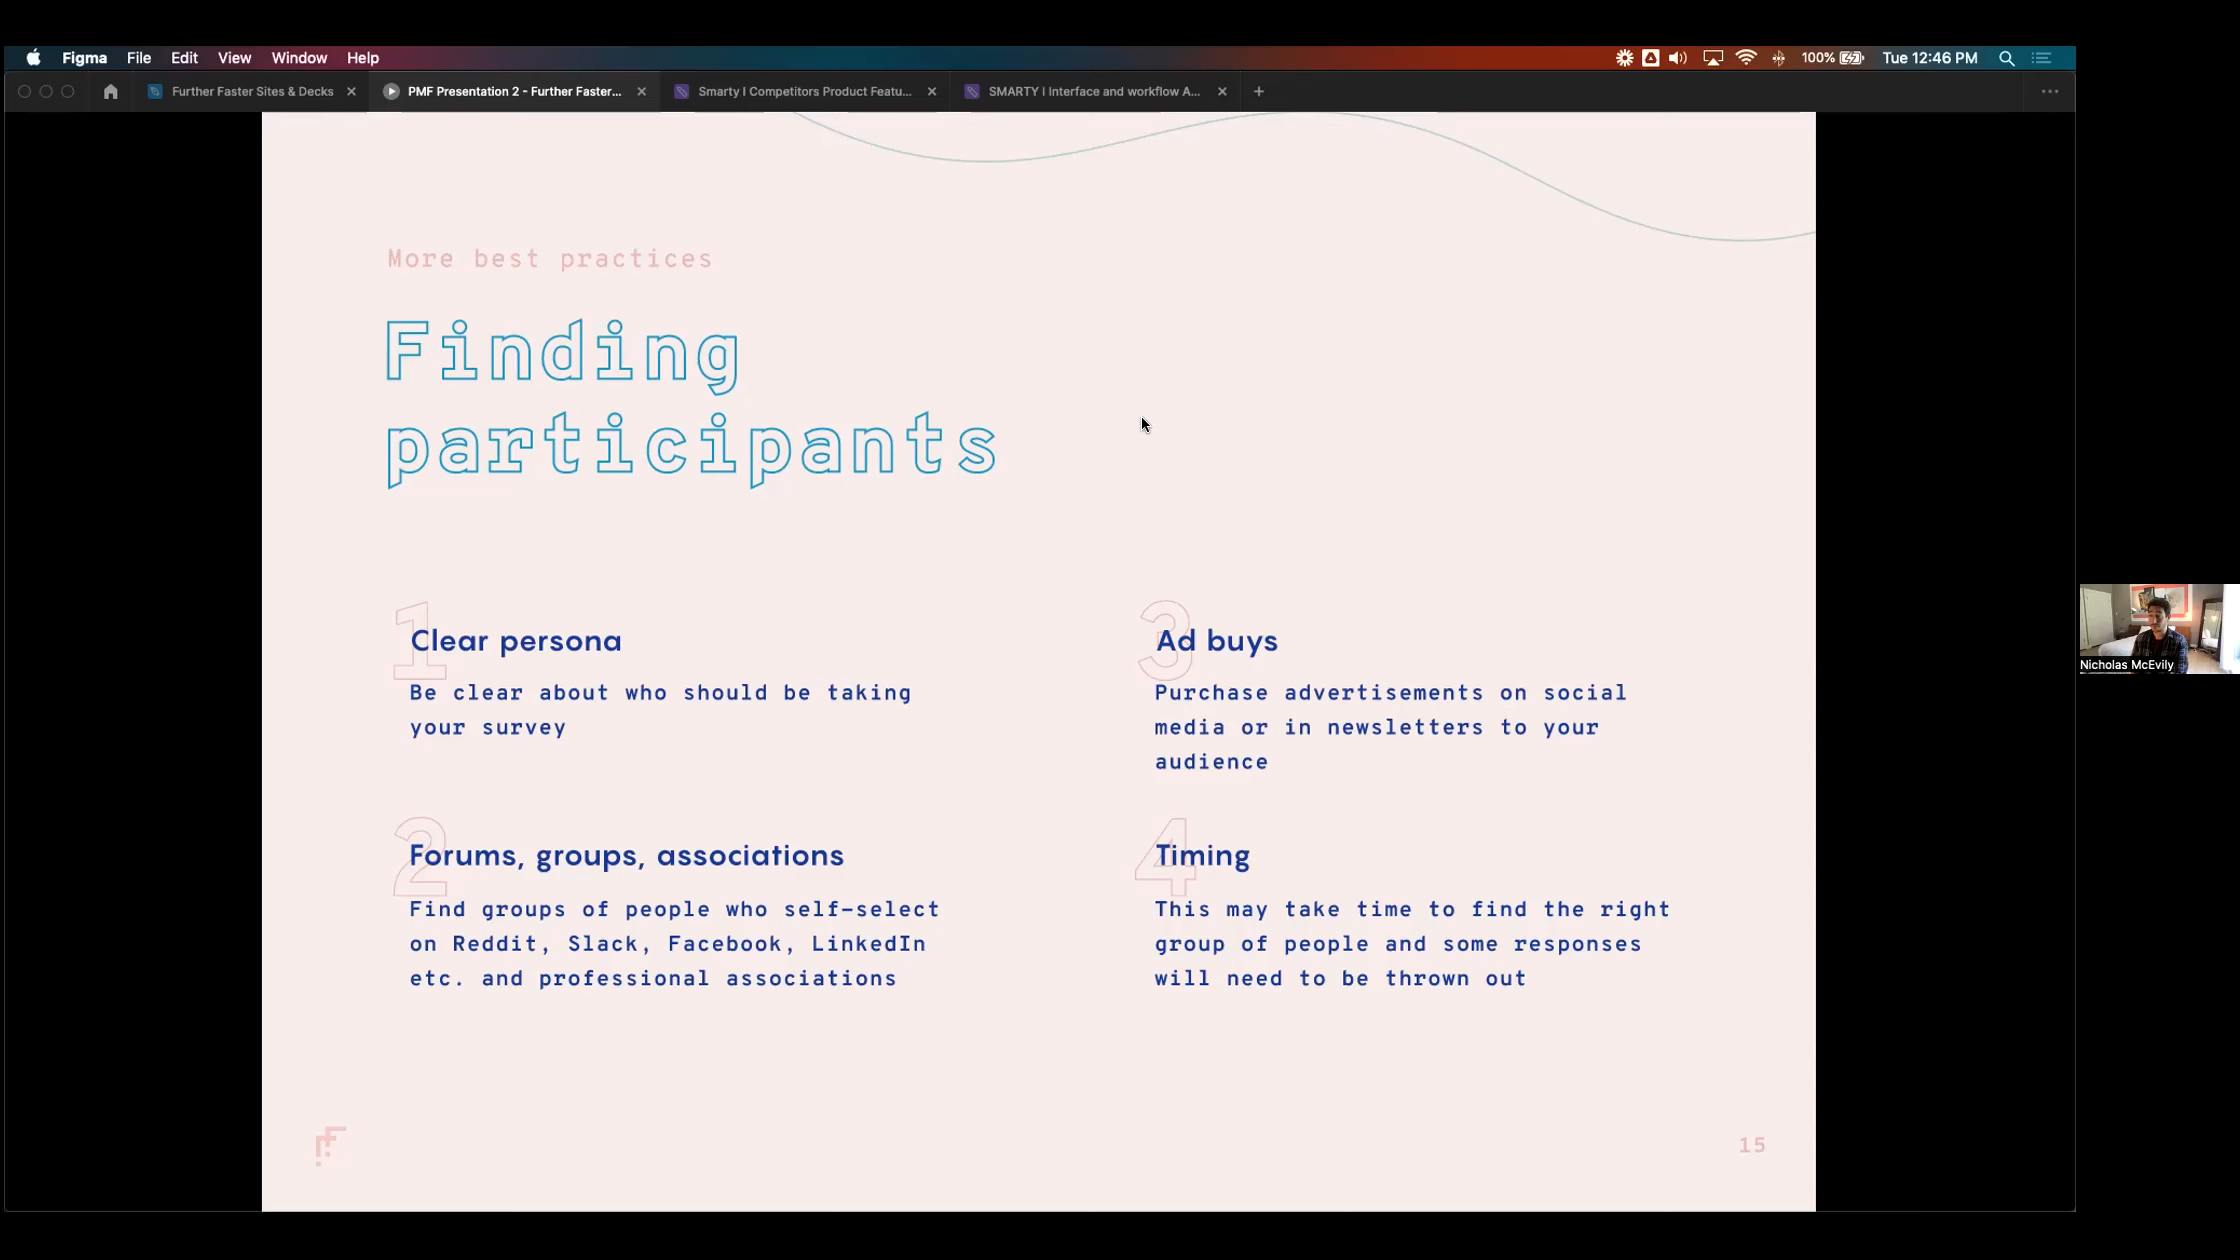 Figma File Edit View Window Help 100% Tue 12:46 PM
Further Faster Sites & Decks PMF Presentation 2 - Further Faster... Smarty | Competitors Product Featu... SMARTY | Interface and workflow A...
More best practices
Finding
participants
1
Clear persona
Be clear about who should be taking
your survey
2
Forums, groups, associations
Find groups of people who self-select
on Reddit, Slack, Facebook, LinkedIn
etc. and professional associations
3
Ad buys
Purchase advertisements on social
media or in newsletters to your
audience
4
Timing
This may take time to find the right
group of people and some responses
will need to be thrown out
15
Nicholas McEvily